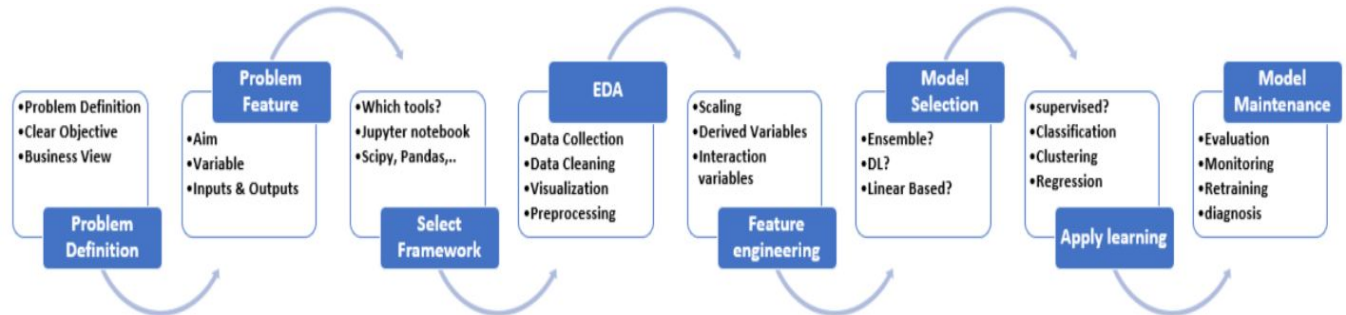 •Problem Definition
•Clear Objective
•Business View
Problem
Definition
Problem
Feature
•Aim
•Variable
•Inputs & Outputs
•Which tools?
•Jupyter notebook
•Scipy, Pandas,..
Select
Framework
EDA
•Data Collection
•Data Cleaning
•Visualization
•Preprocessing
•Scaling
•Derived Variables
•Interaction
variables
Feature
engineering
Model
Selection
•Ensemble?
•DL?
•Linear Based?
•supervised?
•Classification
•Clustering
•Regression
Apply learning
Model
Maintenance
•Evaluation
•Monitoring
•Retraining
•diagnosis